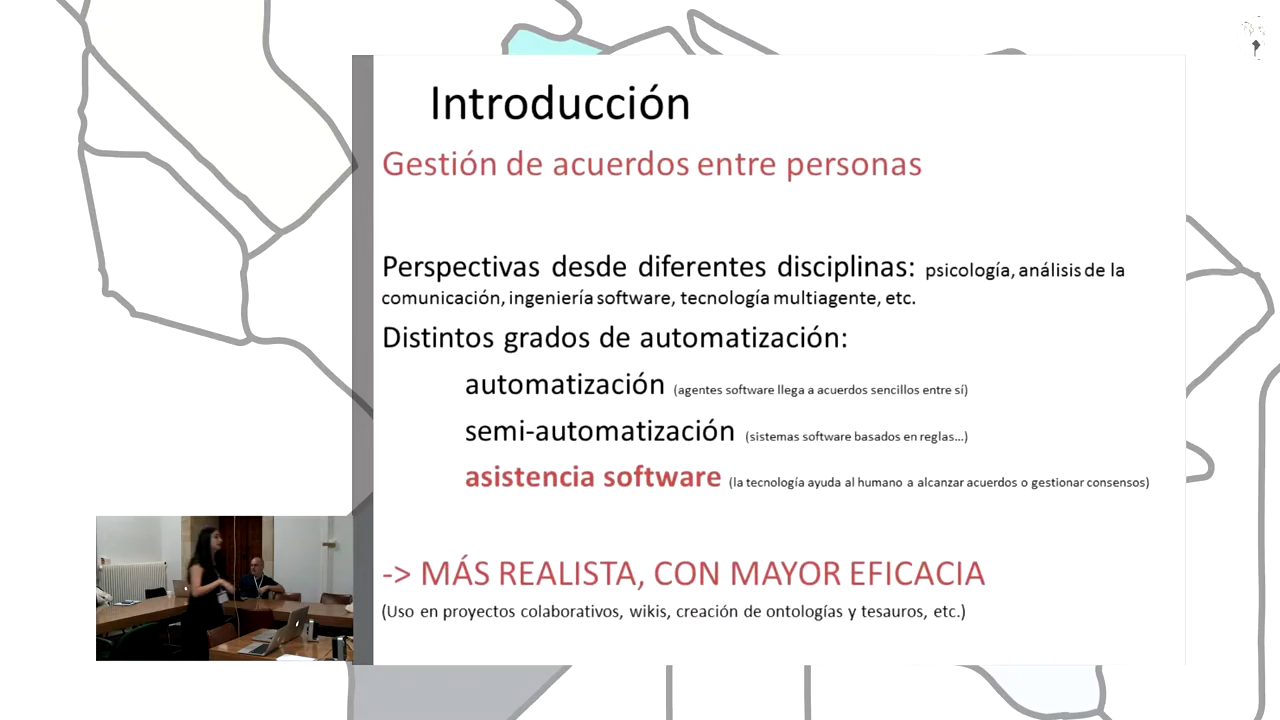 Introducción
Gestión de acuerdos entre personas
Perspectivas desde diferentes disciplinas: psicología, análisis de la
comunicación, ingeniería software, tecnología multiagente, etc.
Distintos grados de automatización:
automatización (agentes software llega a acuerdos sencillos entre sí)
semi-automatización (sistemas software basados en reglas...)
asistencia software (la tecnología ayuda al humano a alcanzar acuerdos o gestionar consensos)
-> MÁS REALISTA, CON MAYOR EFICACIA
(Uso en proyectos colaborativos, wikis, creación de ontologías y tesauros, etc.)